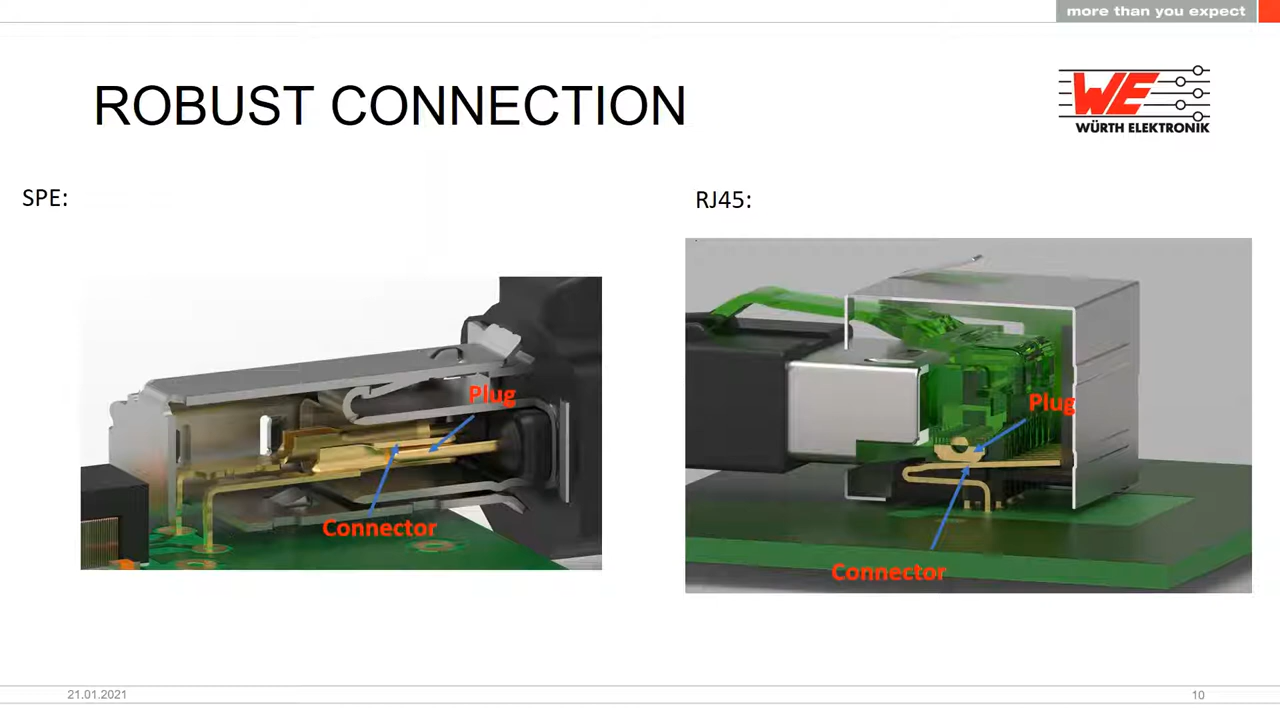 more than you expect
ROBUST CONNECTION
WE
WÜRTH ELEKTRONIK
SPE:
RJ45:
Plug
Connector
Plug
Connector
21.01.2021
10